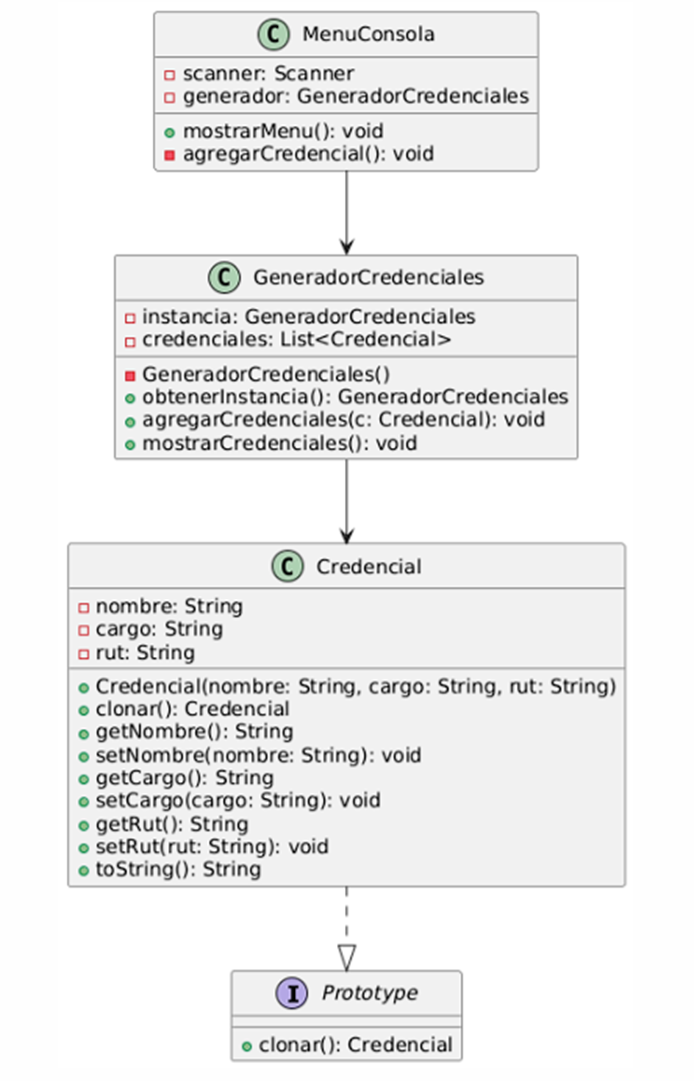 C MenuConsola
scanner: Scanner
generador: GeneradorCredenciales
mostrarMenu(): void
agregarCredencial(): void
C GeneradorCredenciales
instancia: GeneradorCredenciales
credenciales: List<Credencial>
GeneradorCredenciales()
obtenerInstancia(): GeneradorCredenciales
agregarCredenciales(c: Credencial): void
mostrarCredenciales(): void
C Credencial
nombre: String
cargo: String
rut: String
Credencial(nombre: String, cargo: String, rut: String)
clonar(): Credencial
getNombre(): String
setNombre(nombre: String): void
getCargo(): String
setCargo(cargo: String): void
getRut(): String
setRut(rut: String): void
toString(): String
I Prototype
clonar(): Credencial